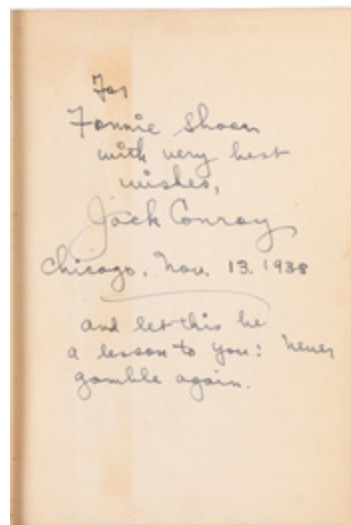 For
Fannie Shoen
with very best
wishes,
Jack Conroy
Chicago, Nov. 13, 1938
and let this be
a lesson to you: Never
gamble again.